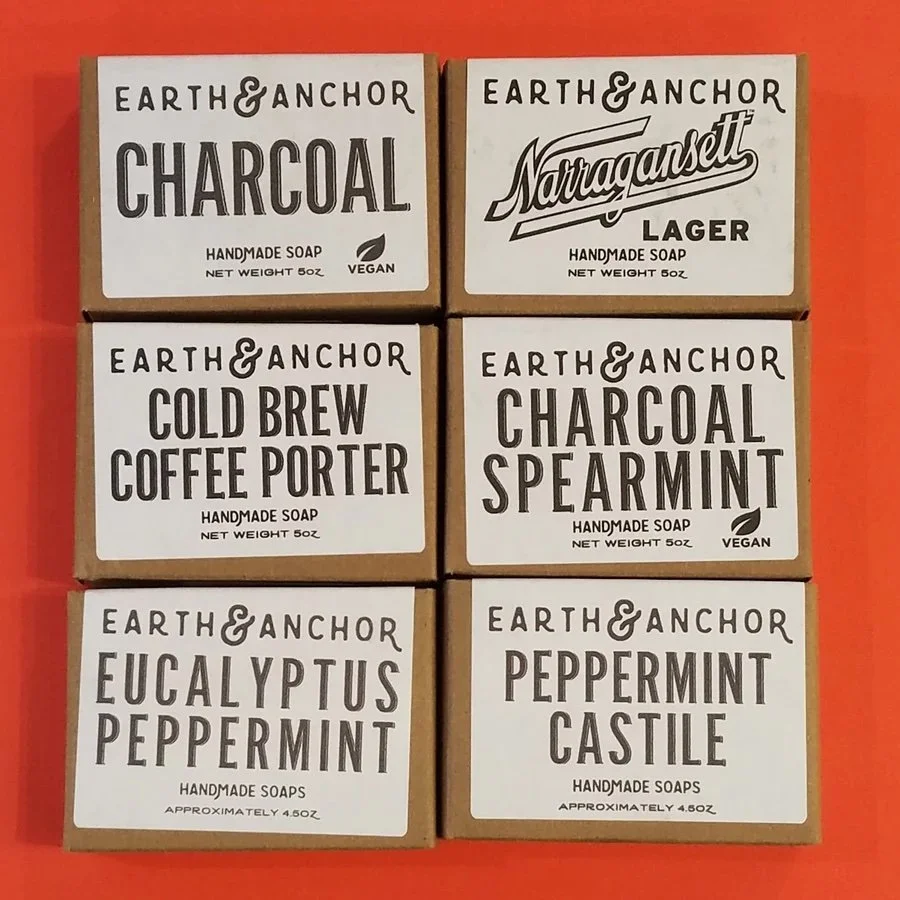 EARTH & ANCHOR
CHARCOAL
HANDMADE SOAP
NET WEIGHT 5oz
VEGAN
EARTH & ANCHOR
Narragansett™
LAGER
HANDMADE SOAP
NET WEIGHT 5oz
EARTH & ANCHOR
COLD BREW
COFFEE PORTER
HANDMADE SOAP
NET WEIGHT 5oz
EARTH & ANCHOR
CHARCOAL
SPEARMINT
HANDMADE SOAP
NET WEIGHT 5oz
VEGAN
EARTH & ANCHOR
EUCALYPTUS
PEPPERMINT
HANDMADE SOAPS
APPROXIMATELY 4.5OZ
EARTH & ANCHOR
PEPPERMINT
CASTILE
HANDMADE SOAPS
APPROXIMATELY 4.5OZ